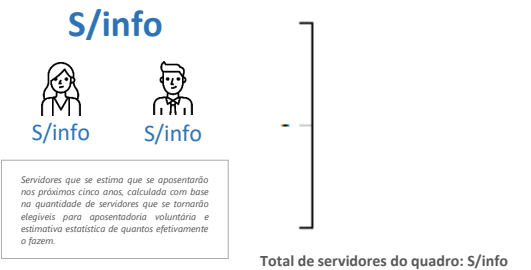 S/info
S/info
S/info
Servidores que se estima que se aposentarão
nos próximos cinco anos, calculada com base
na quantidade de servidores que se tornarão
elegíveis para aposentadoria voluntária e
estimativa estatística de quantos efetivamente
o fazem.
Total de servidores do quadro: S/info